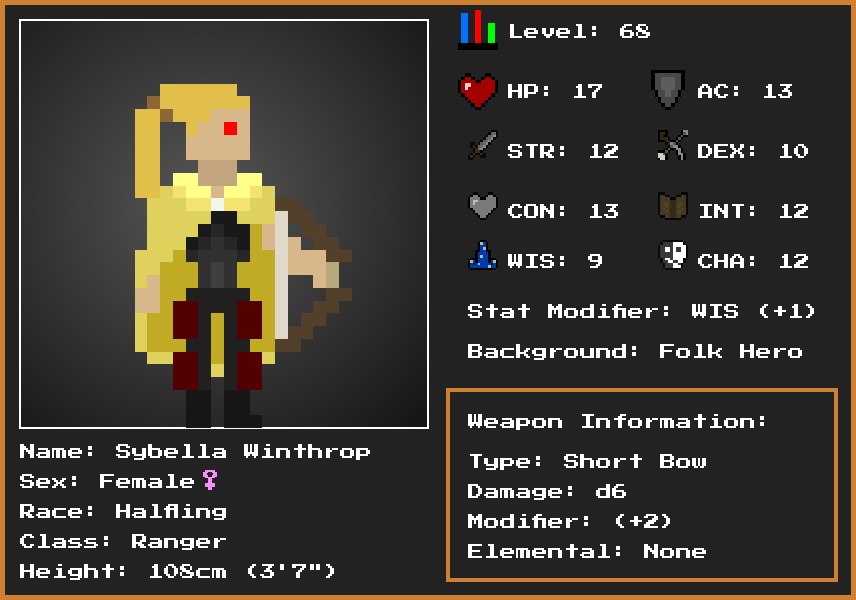 Level: 68
HP: 17 AC: 13
STR: 12 DEX: 10
CON: 13 INT: 12
WIS: 9 CHA: 12
Stat Modifier: WIS (+1)
Background: Folk Hero
Weapon Information:
Type: Short Bow
Damage: d6
Modifier: (+2)
Elemental: None
Name: Sybella Winthrop
Sex: Female♀
Race: Halfling
Class: Ranger
Height: 108cm (3'7")